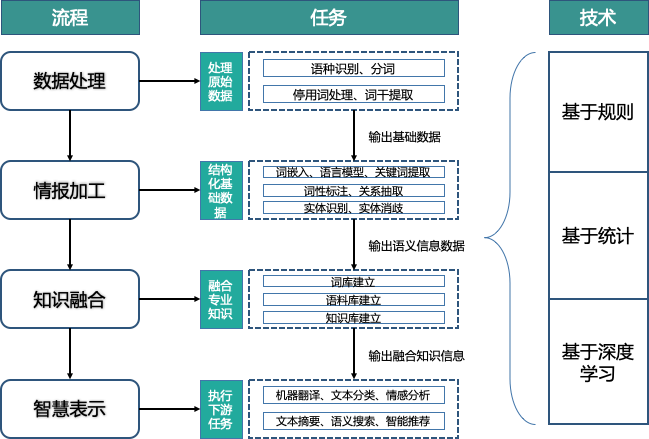 流程
任务
技术
数据处理
处理
原始
数据
语种识别、分词
停用词处理、词干提取
输出基础数据
情报加工
结构
化基
础数
据
词嵌入、语言模型、关键词提取
词性标注、关系抽取
实体识别、实体消歧
输出语义信息数据
知识融合
融合
专业
知识
词库建立
语料库建立
知识库建立
输出融合知识信息
智慧表示
执行
下游
任务
机器翻译、文本分类、情感分析
文本摘要、语义搜索、智能推荐
基于规则
基于统计
基于深度
学习